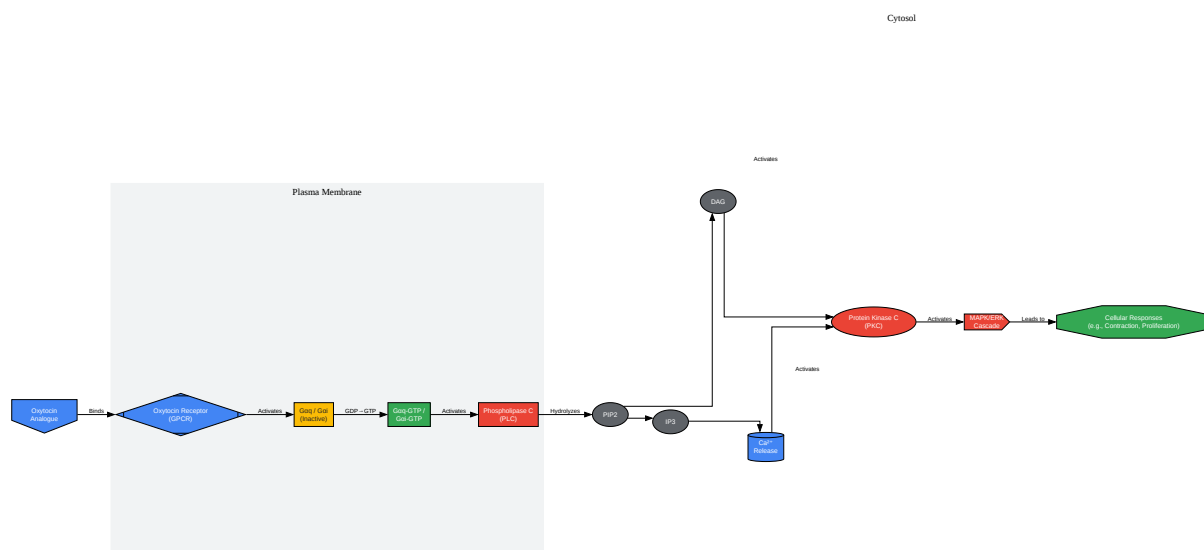 Cytosol
Activates
Plasma Membrane
DAG
Protein Kinase C
(PKC)
Activates
MAPK/ERK
Cascade
Leads to
Cellular Responses
(e.g., Contraction, Proliferation)
Activates
Oxytocin
Analogue
Binds
Oxytocin Receptor
(GPCR)
Activates
Gαq / Gαi
(Inactive)
GDP→GTP
Gαq-GTP /
Gαi-GTP
Activates
Phospholipase C
(PLC)
Hydrolyzes
PIP2
IP3
Ca²⁺
Release